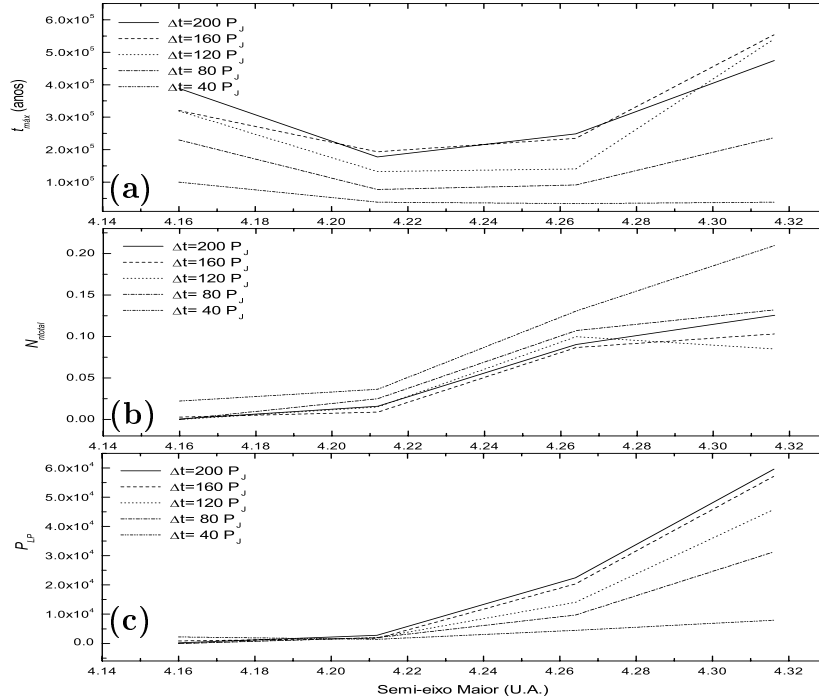 6.0x10⁵
5.0x10⁵
4.0x10⁵
3.0x10⁵
2.0x10⁵
1.0x10⁵
t_máx (anos)
Δt=200 P_J
Δt=160 P_J
Δt=120 P_J
Δt= 80 P_J
Δt= 40 P_J
(a)
4.14 4.16 4.18 4.20 4.22 4.24 4.26 4.28 4.30 4.32
0.20
0.15
0.10
0.05
0.00
N_ntotal
Δt=200 P_J
Δt=160 P_J
Δt=120 P_J
Δt= 80 P_J
Δt= 40 P_J
(b)
4.14 4.16 4.18 4.20 4.22 4.24 4.26 4.28 4.30 4.32
6.0x10⁴
5.0x10⁴
4.0x10⁴
3.0x10⁴
2.0x10⁴
1.0x10⁴
0.0
P_LP
Δt=200 P_J
Δt=160 P_J
Δt=120 P_J
Δt= 80 P_J
Δt= 40 P_J
(c)
4.14 4.16 4.18 4.20 4.22 4.24 4.26 4.28 4.30 4.32
Semi-eixo Maior (U.A.)